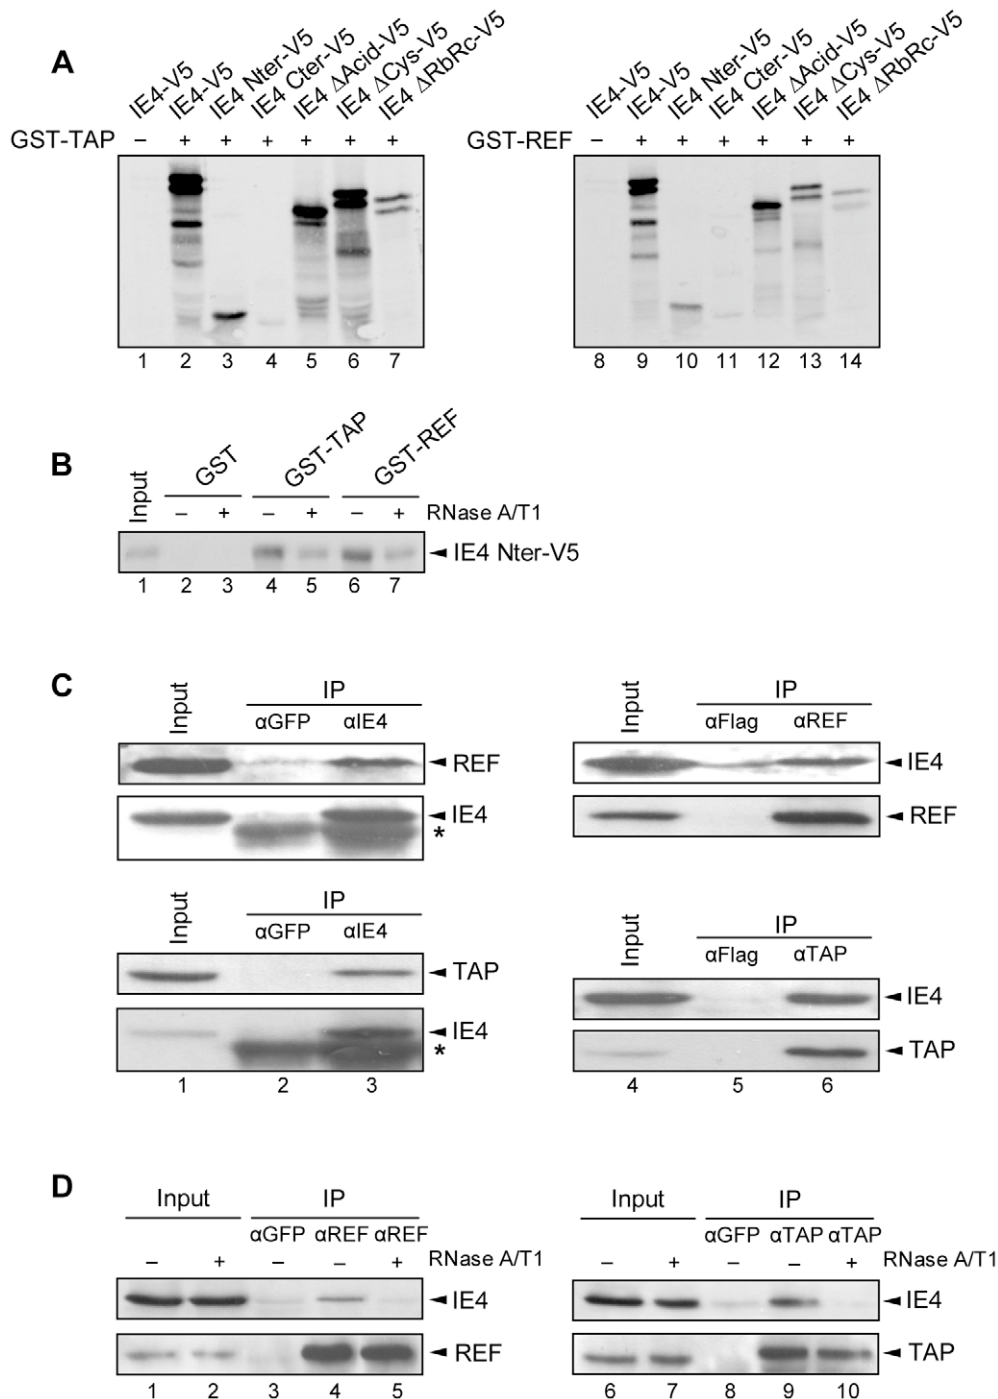 A
IE4-V5 IE4-V5 IE4 Nter-V5 IE4 Cter-V5 IE4 ΔAcid-V5 IE4 ΔCys-V5 IE4 ΔRbRc-V5
GST-TAP – + + + + + +
1 2 3 4 5 6 7
IE4-V5 IE4-V5 IE4 Nter-V5 IE4 Cter-V5 IE4 ΔAcid-V5 IE4 ΔCys-V5 IE4 ΔRbRc-V5
GST-REF – + + + + + +
8 9 10 11 12 13 14
B
Input GST GST-TAP GST-REF
– + – + – + RNase A/T1
IE4 Nter-V5
1 2 3 4 5 6 7
C
Input IP
αGFP αIE4
REF
IE4
*
Input IP
αFlag αREF
IE4
REF
Input IP
αGFP αIE4
TAP
IE4
*
1 2 3
Input IP
αFlag αTAP
IE4
TAP
4 5 6
D
Input IP
αGFP αREF αREF
– + – – + RNase A/T1
IE4
REF
1 2 3 4 5
Input IP
αGFP αTAP αTAP
– + – – + RNase A/T1
IE4
TAP
6 7 8 9 10